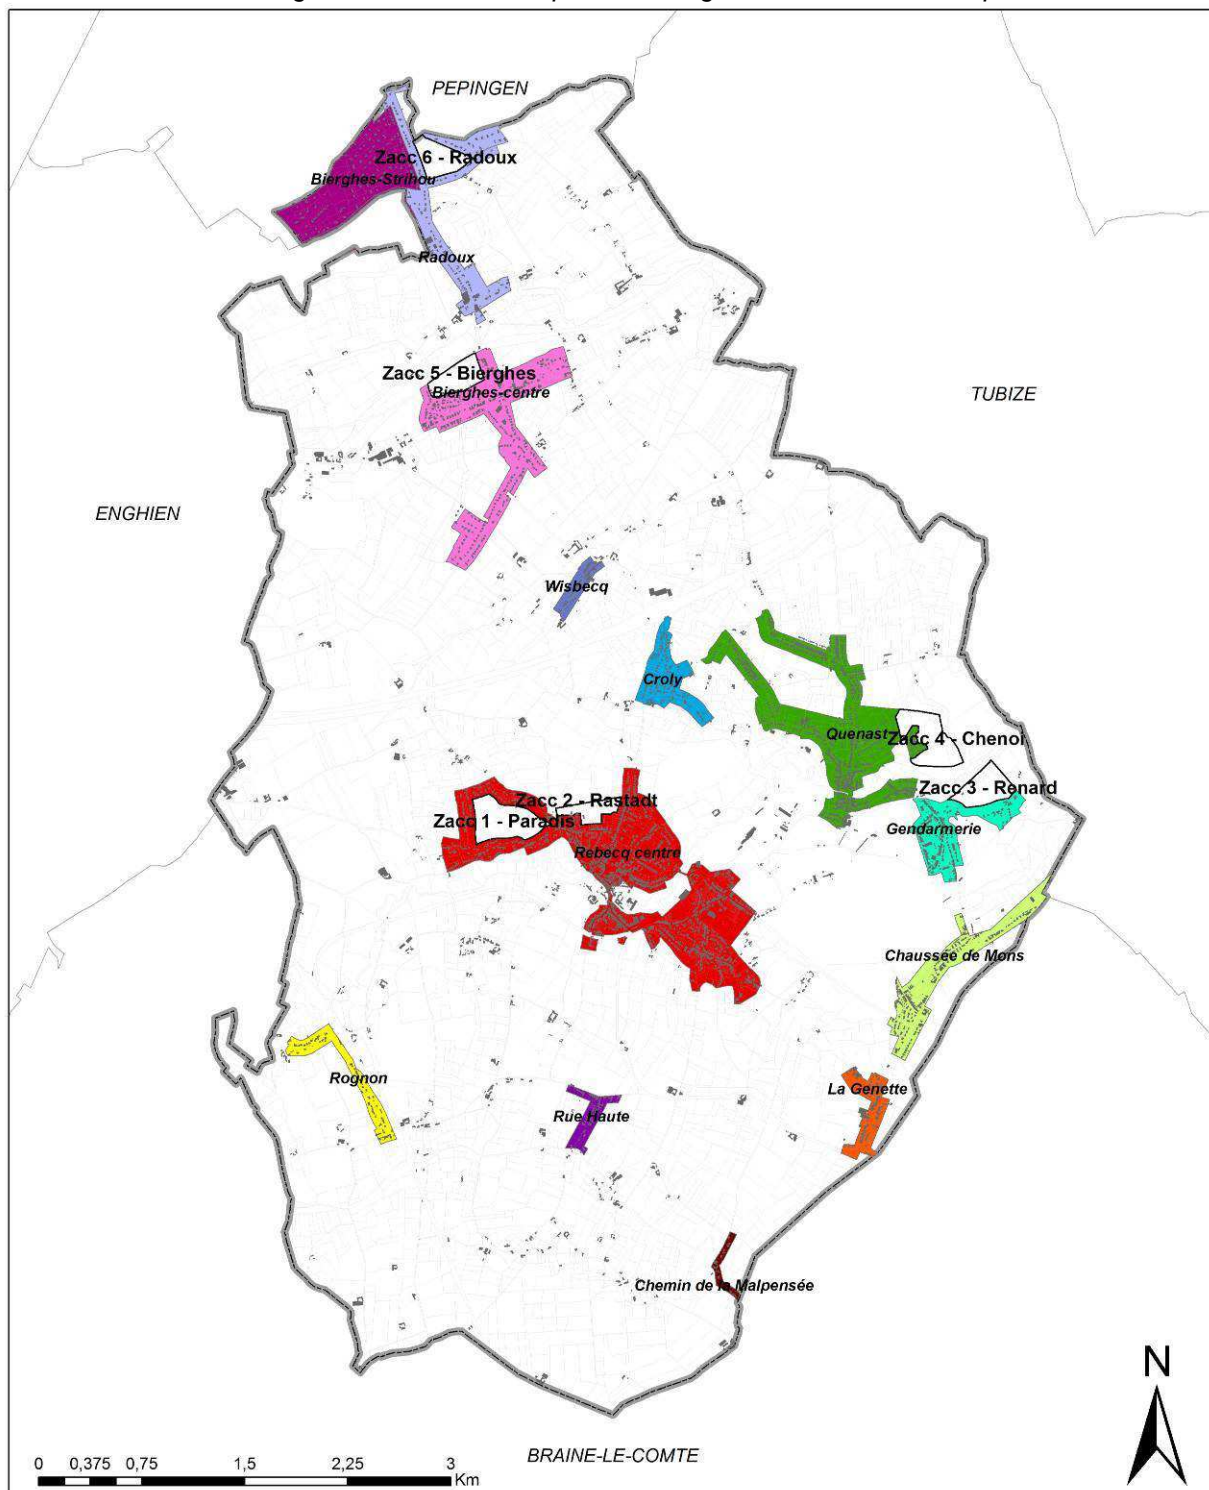 PEPINGEN
Zacc 6 - Radoux
Bierghes-Strihou
Radoux
Zacc 5 - Bierghes
Bierghes-centre
TUBIZE
ENGHIEN
Wisbecq
Croly
Quenast
Zacc 4 - Chenoi
Zacc 3 - Renard
Zacc 2 - Rastadt
Zacc 1 - Paradis
Gendarmerie
Rebecq centre
Chaussée de Mons
Rognon
La Genette
Rue Haute
Chemin de la Malpensée
N
BRAINE-LE-COMTE
0 0,375 0,75 1,5 2,25 3
Km